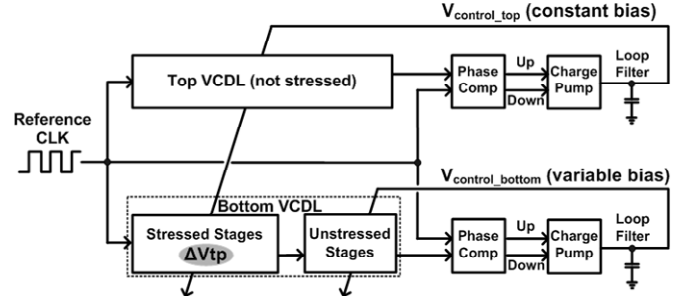 Vcontrol_top (constant bias)
Top VCDL (not stressed)
Phase
Comp
Up
Down
Charge
Pump
Loop
Filter
Reference
CLK
Vcontrol_bottom (variable bias)
Bottom VCDL
Stressed Stages
ΔVtp
Unstressed
Stages
Phase
Comp
Up
Down
Charge
Pump
Loop
Filter